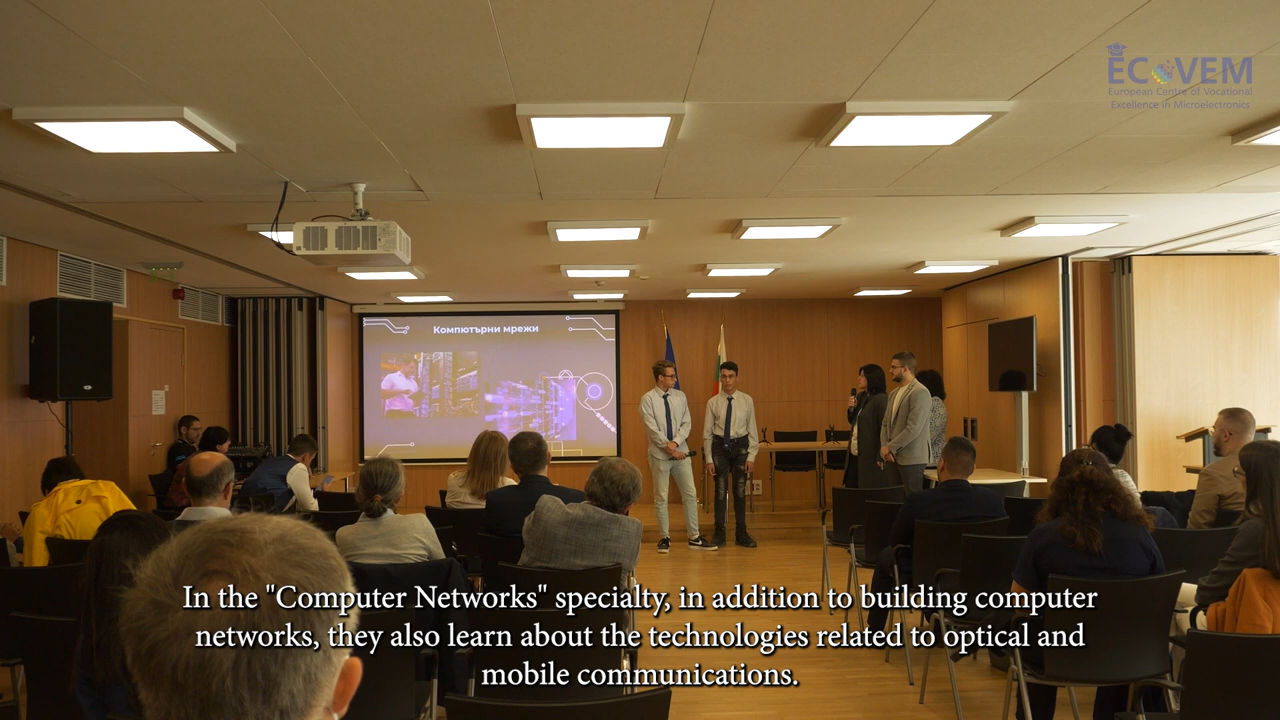 ECOVEM
European Centre of Vocational
Excellence in Microelectronics
Компютърни мрежи
In the "Computer Networks" specialty, in addition to building computer
networks, they also learn about the technologies related to optical and
mobile communications.